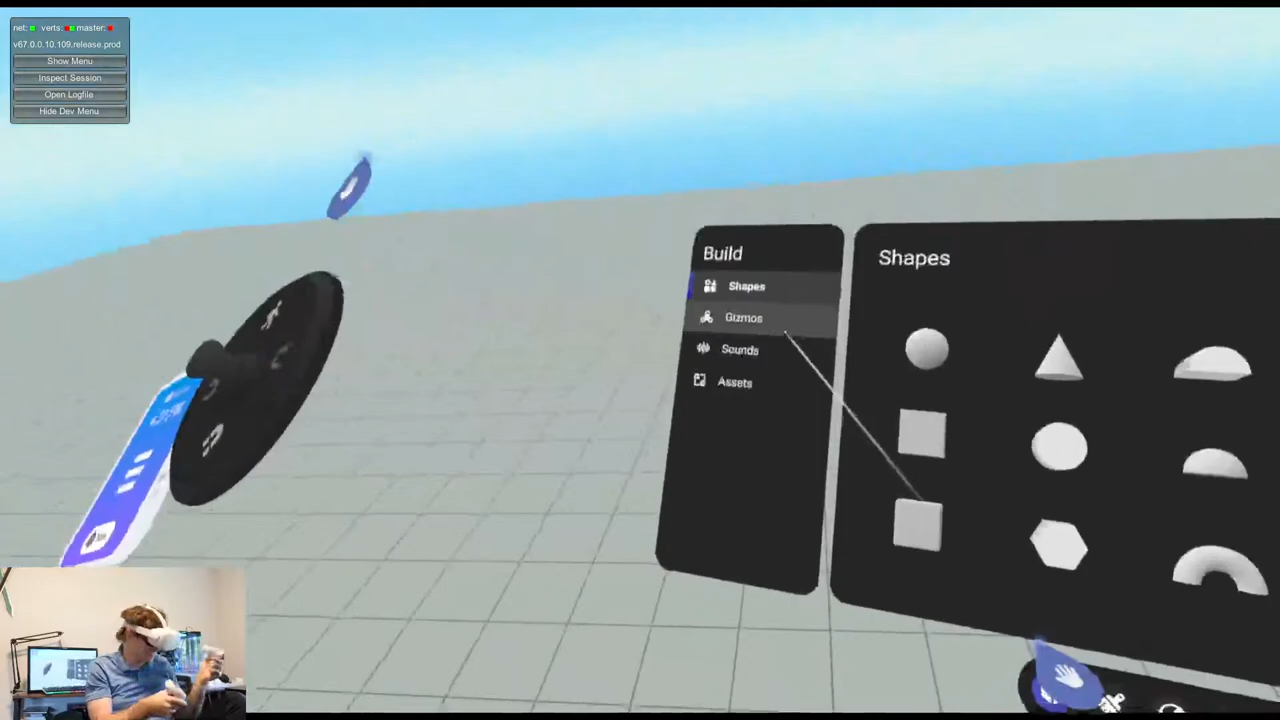 net: verts: master:
v67.0.0.10.109.release.prod
Show Menu
Inspect Session
Open Logfile
Hide Dev Menu
Build
Shapes
Gizmos
Sounds
Assets
Shapes